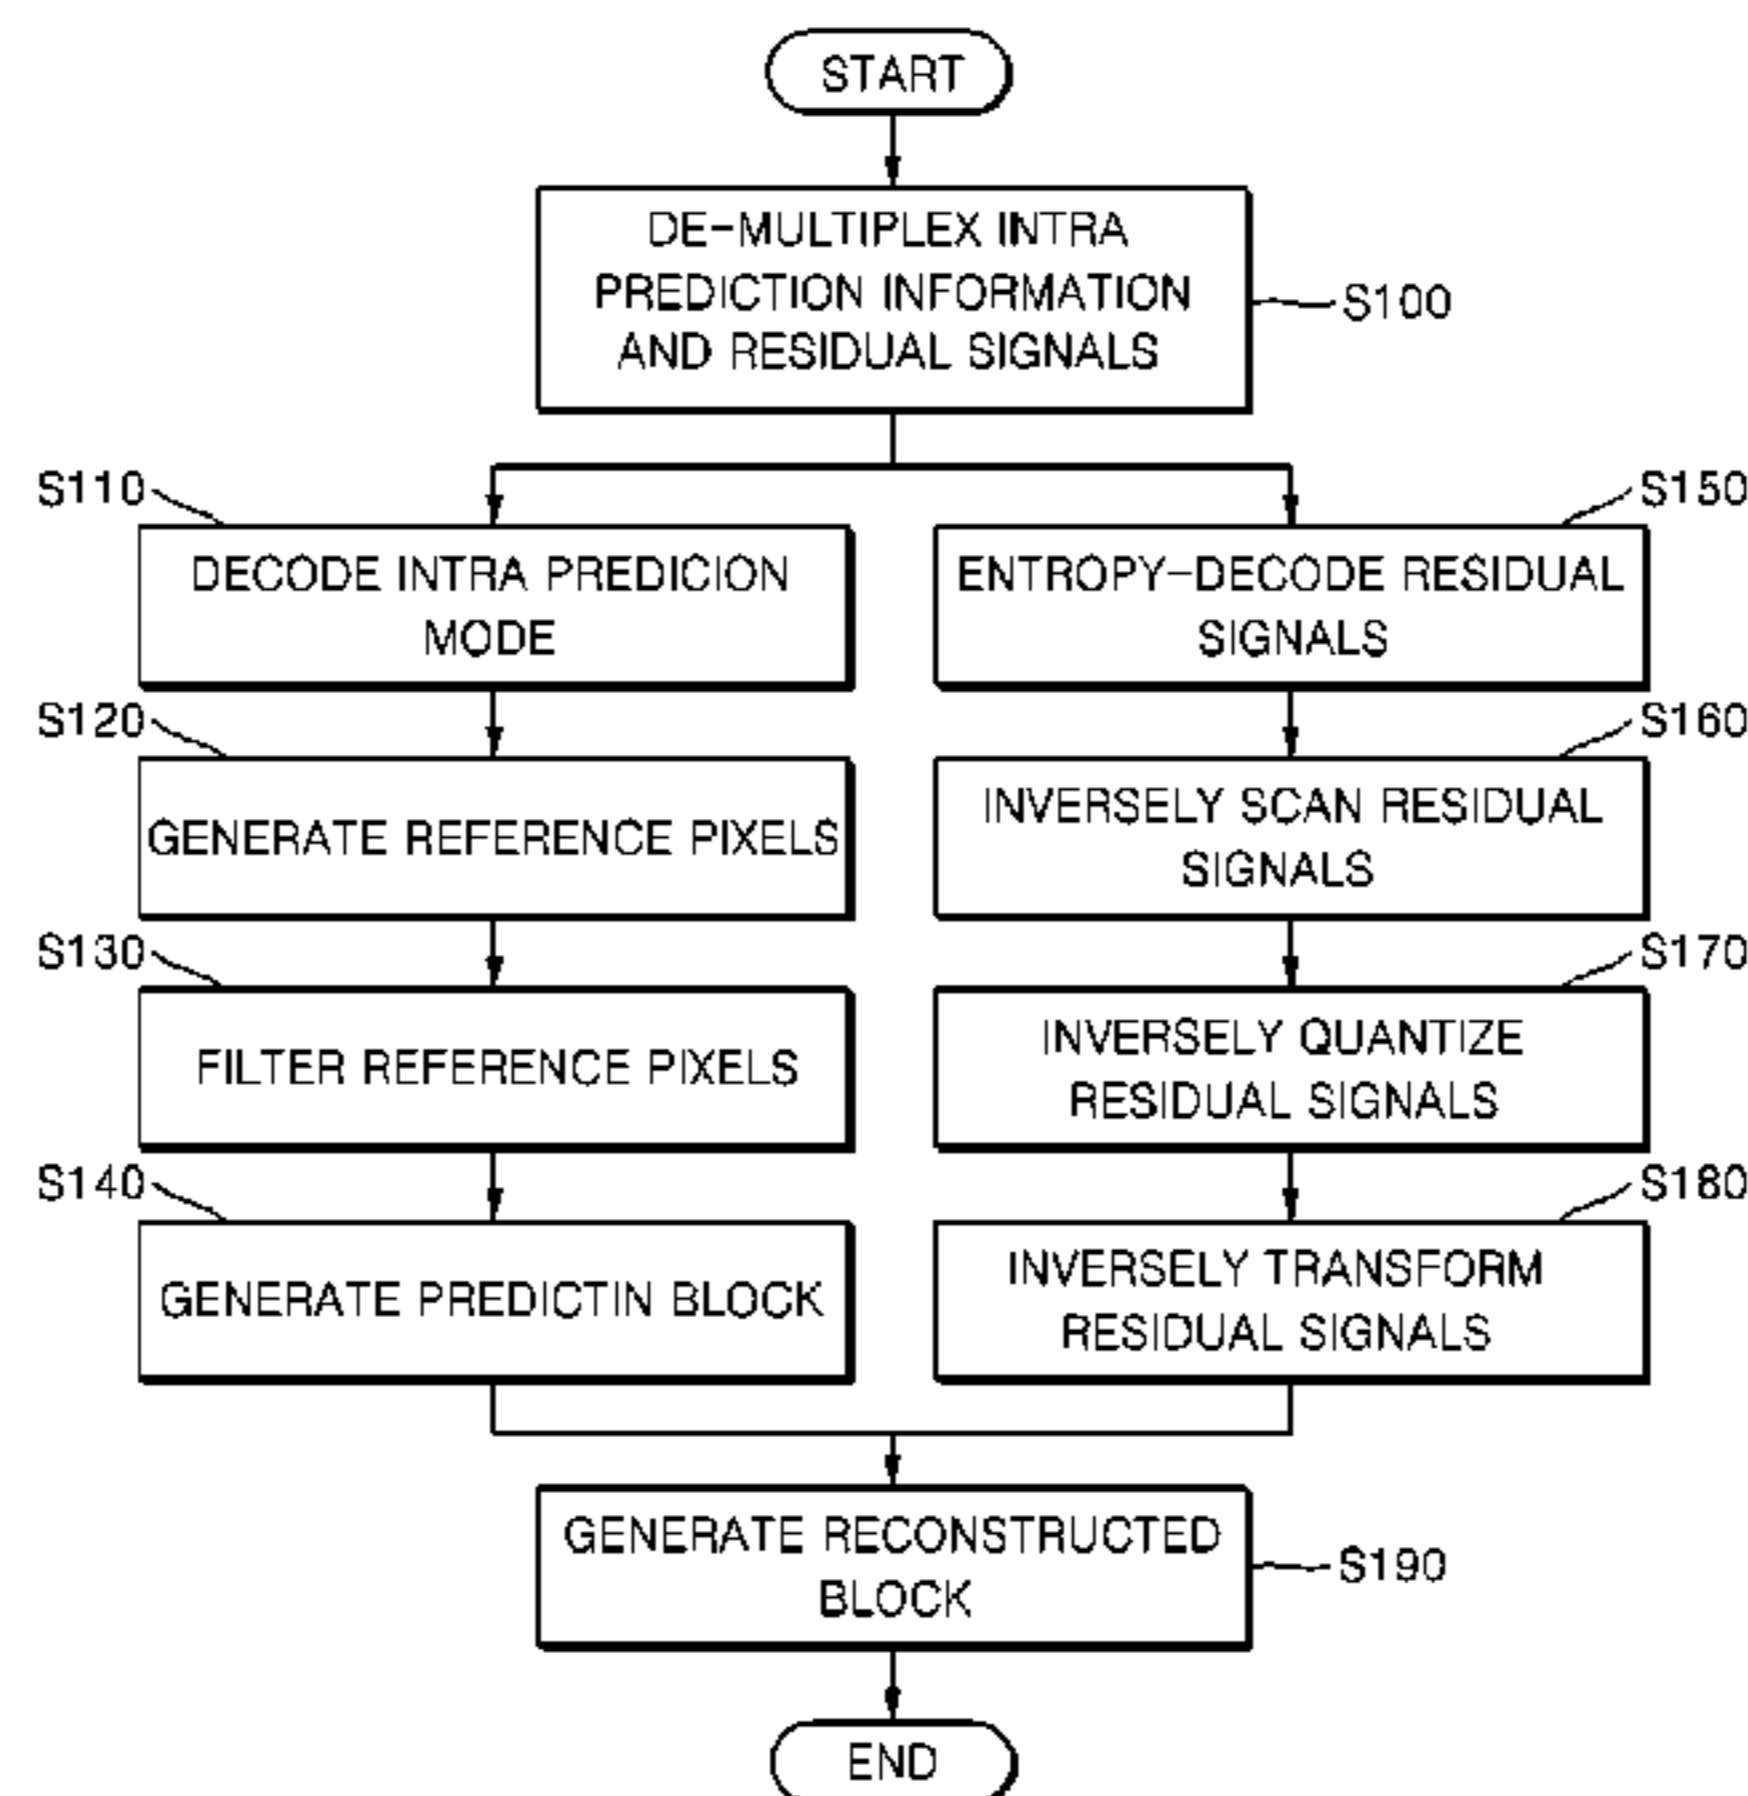 START
DE-MULTIPLEX INTRA
PREDICTION INFORMATION
AND RESIDUAL SIGNALS
S100
S110
DECODE INTRA PREDICION
MODE
S150
ENTROPY-DECODE RESIDUAL
SIGNALS
S120
GENERATE REFERENCE PIXELS
S160
INVERSELY SCAN RESIDUAL
SIGNALS
S130
FILTER REFERENCE PIXELS
S170
INVERSELY QUANTIZE
RESIDUAL SIGNALS
S140
GENERATE PREDICTIN BLOCK
S180
INVERSELY TRANSFORM
RESIDUAL SIGNALS
GENERATE RECONSTRUCTED
BLOCK
S190
END